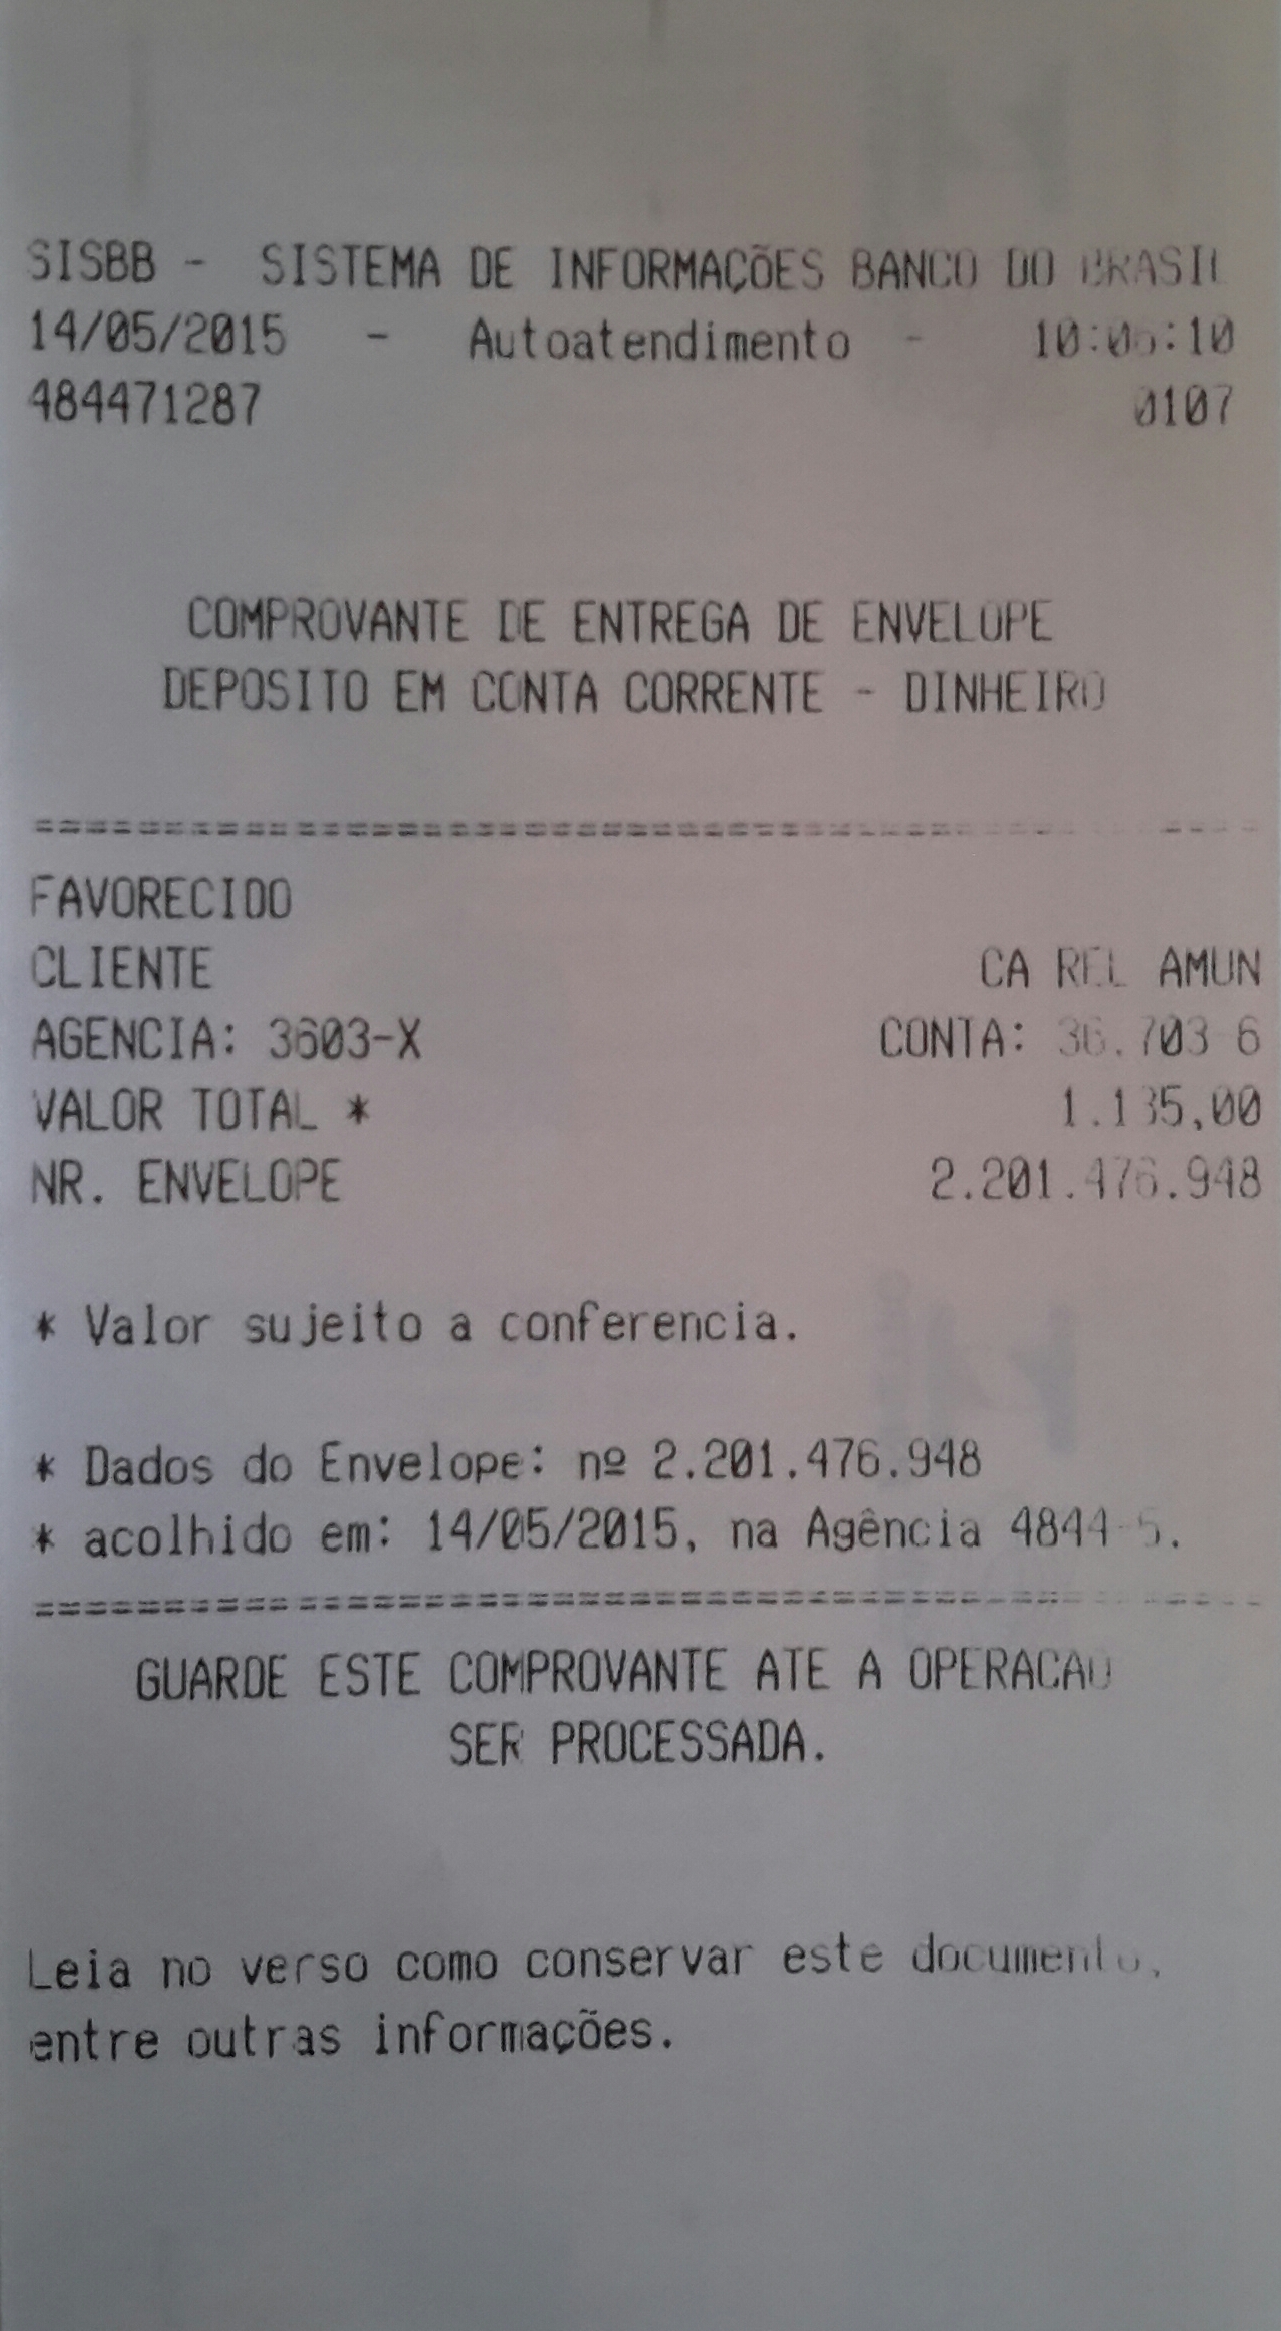 SISBB - SISTEMA DE INFORMAÇÕES BANCO DO BRASIL
14/05/2015 - Autoatendimento -
484471287 0107
COMPROVANTE DE ENTREGA DE ENVELOPE
DEPOSITO EM CONTA CORRENTE - DINHEIRO
FAVORECIDO
CLIENTE CA REL AMUN
AGENCIA: 3603-X CONTA: 36.703-6
VALOR TOTAL * 1.135,00
NR. ENVELOPE 2.201.476.948
* Valor sujeito a conferencia.
* Dados do Envelope: nº 2.201.476.948
* acolhido em: 14/05/2015, na Agência 4844-5.
GUARDE ESTE COMPROVANTE ATE A OPERACAO
SER PROCESSADA.
Leia no verso como conservar este documento,
entre outras informações.